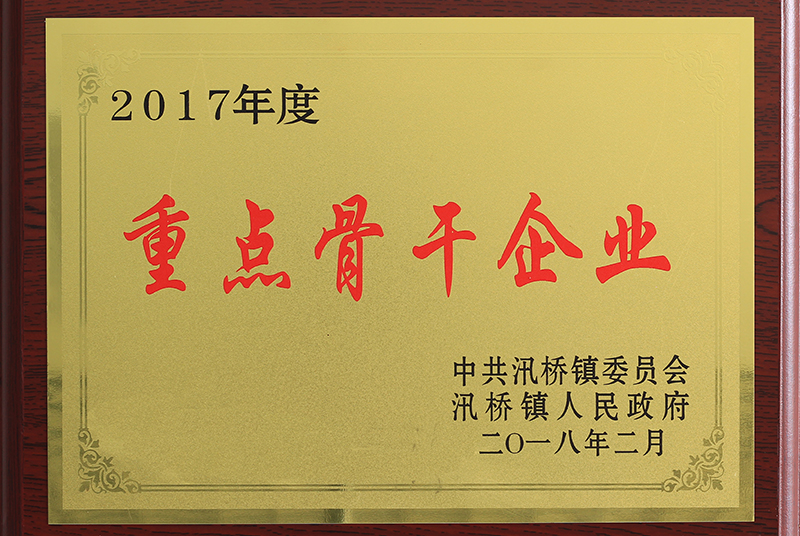 2017年度
重点骨干企业
中共汛桥镇委员会
汛桥镇人民政府
二〇一八年二月